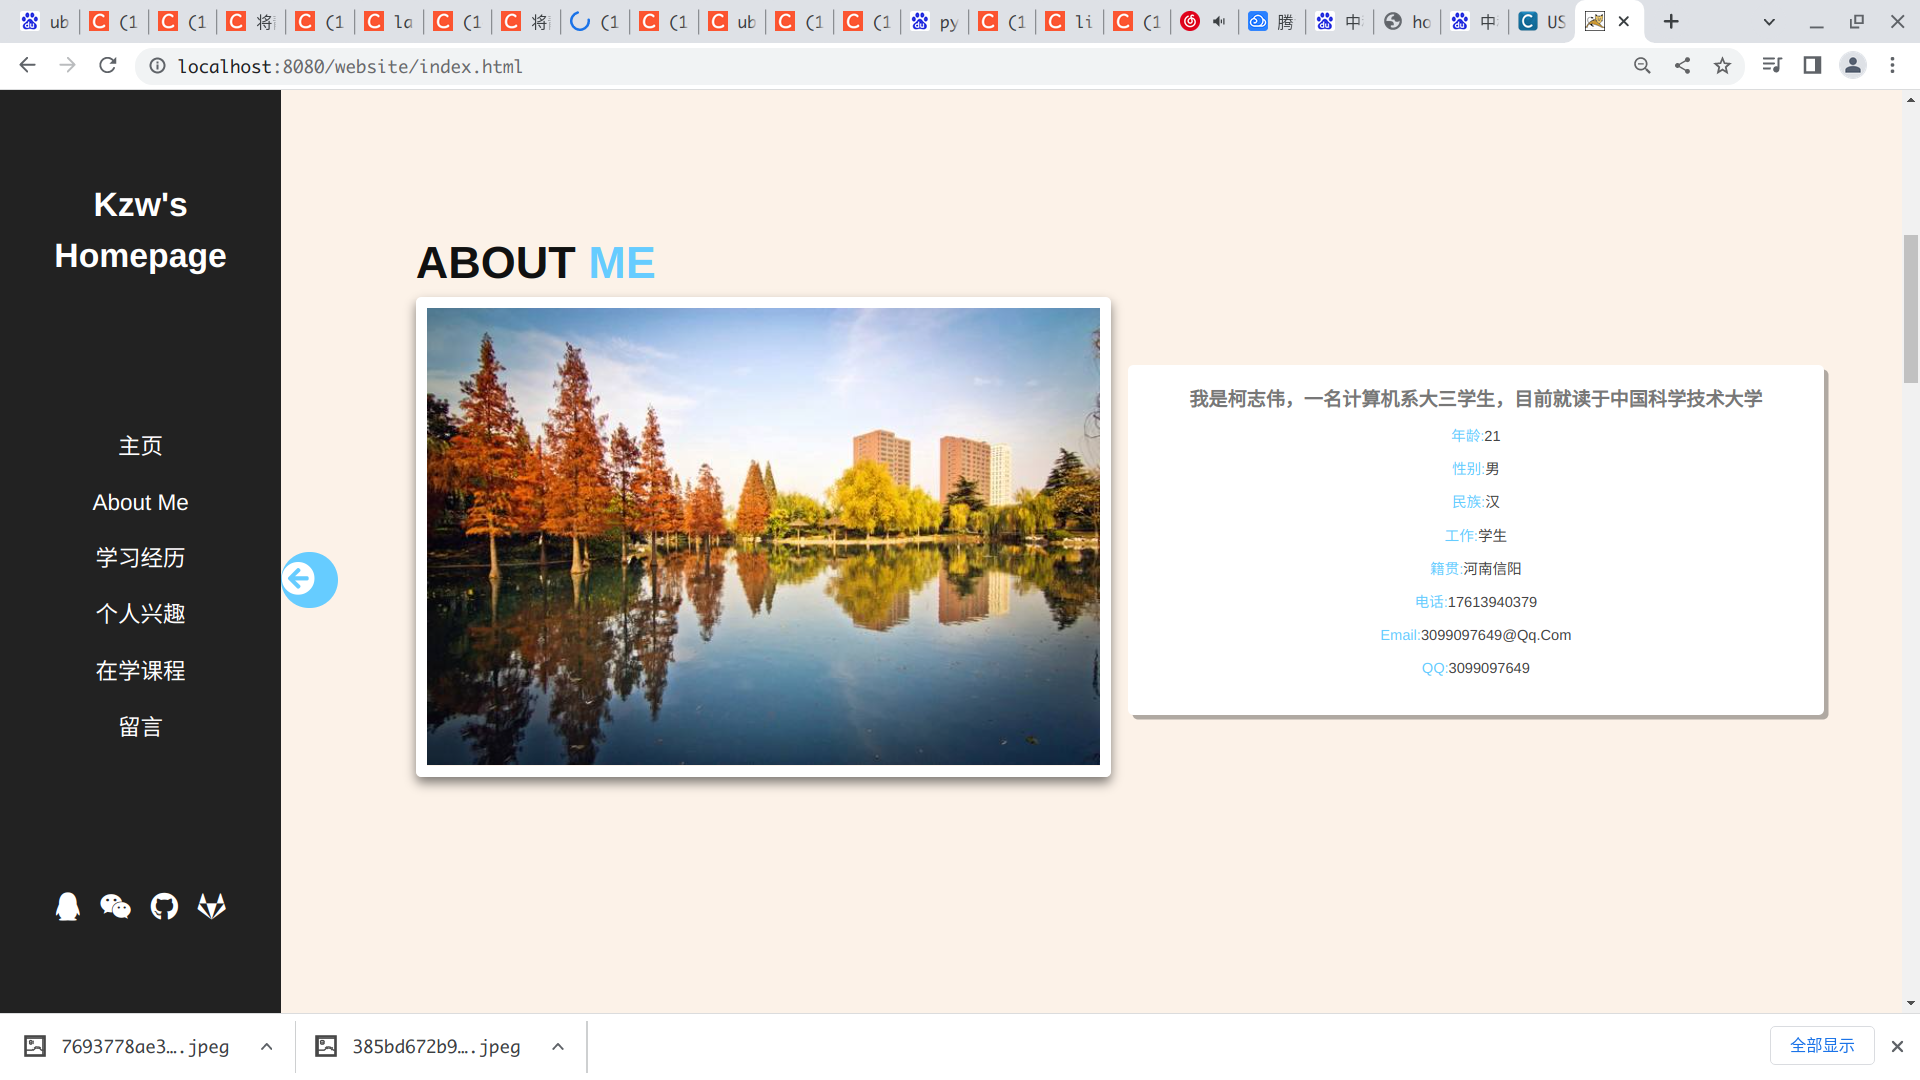 ub
(1
(1
将
(1
la
(1
将
(1
(1
ub
(1
(1
py
(1
li
(1
腾
中
ho
中
US
localhost:8080/website/index.html
Kzw's
Homepage
主页
About Me
学习经历
个人兴趣
在学课程
留言
ABOUT ME
我是柯志伟，一名计算机系大三学生，目前就读于中国科学技术大学
年龄:21
性别:男
民族:汉
工作:学生
籍贯:河南信阳
电话:17613940379
Email:3099097649@Qq.Com
QQ:3099097649
7693778ae3....jpeg
385bd672b9....jpeg
全部显示